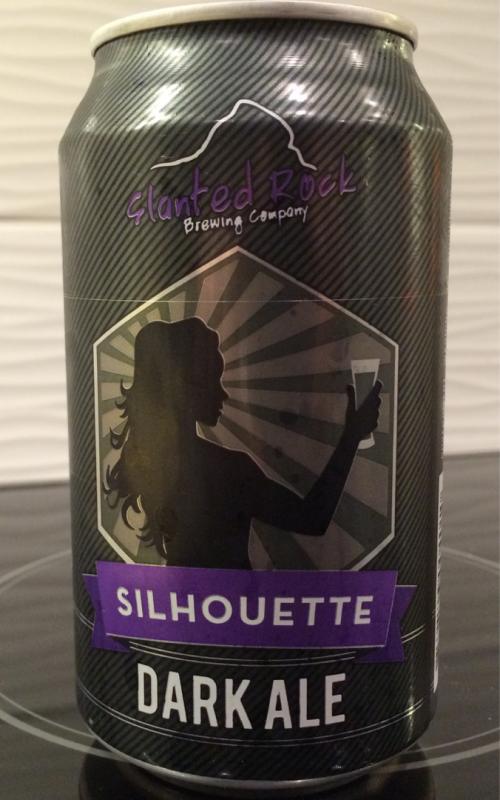 Slanted Rock
Brewing Company
SILHOUETTE
DARK ALE